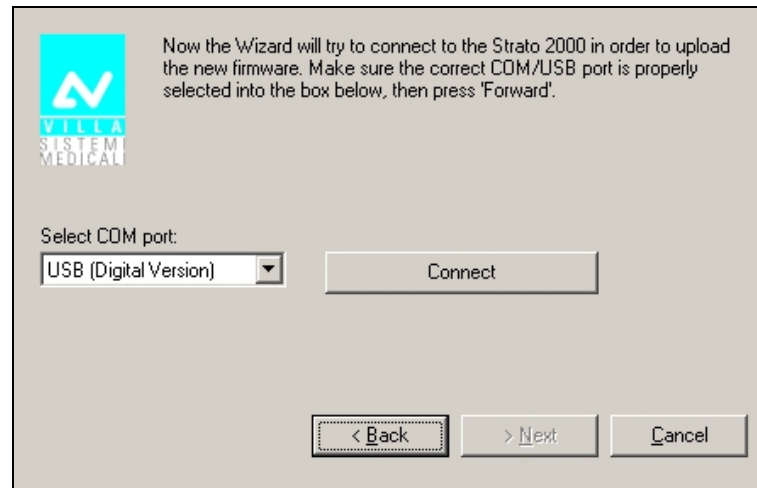 Now the Wizard will try to connect to the Strato 2000 in order to upload
the new firmware. Make sure the correct COM/USB port is properly
selected into the box below, then press 'Forward'.
VILLA
SISTEMI
MEDICALI
Select COM port:
USB (Digital Version)
Connect
< Back
> Next
Cancel